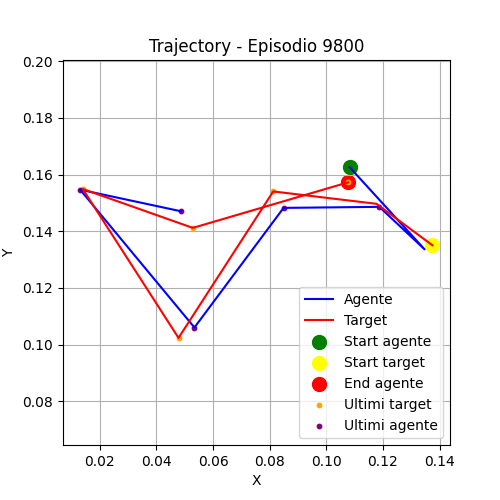 Trajectory - Episodio 9800
Y
0.20
0.18
0.16
0.14
0.12
0.10
0.08
Agente
Target
Start agente
Start target
End agente
Ultimi target
Ultimi agente
0.02 0.04 0.06 0.08 0.10 0.12 0.14
X